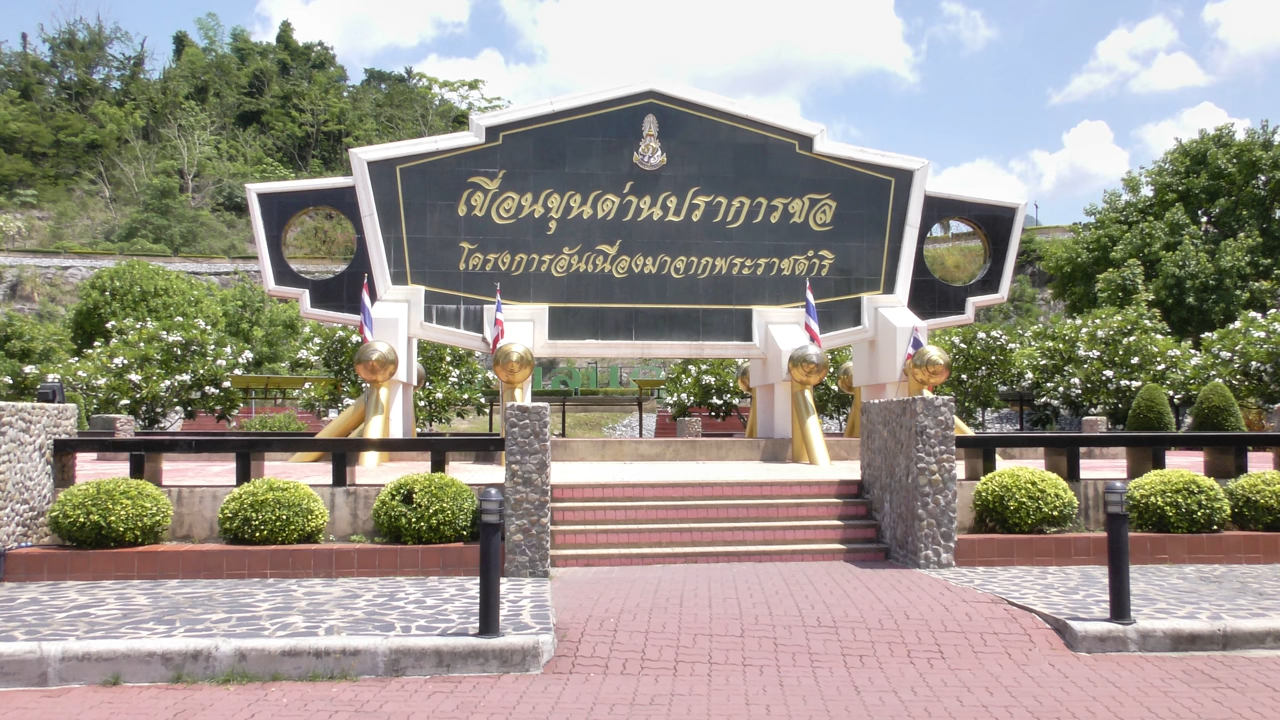 เขื่อนขุนด่านปราการชล
โครงการอันเนื่องมาจากพระราชดำริ